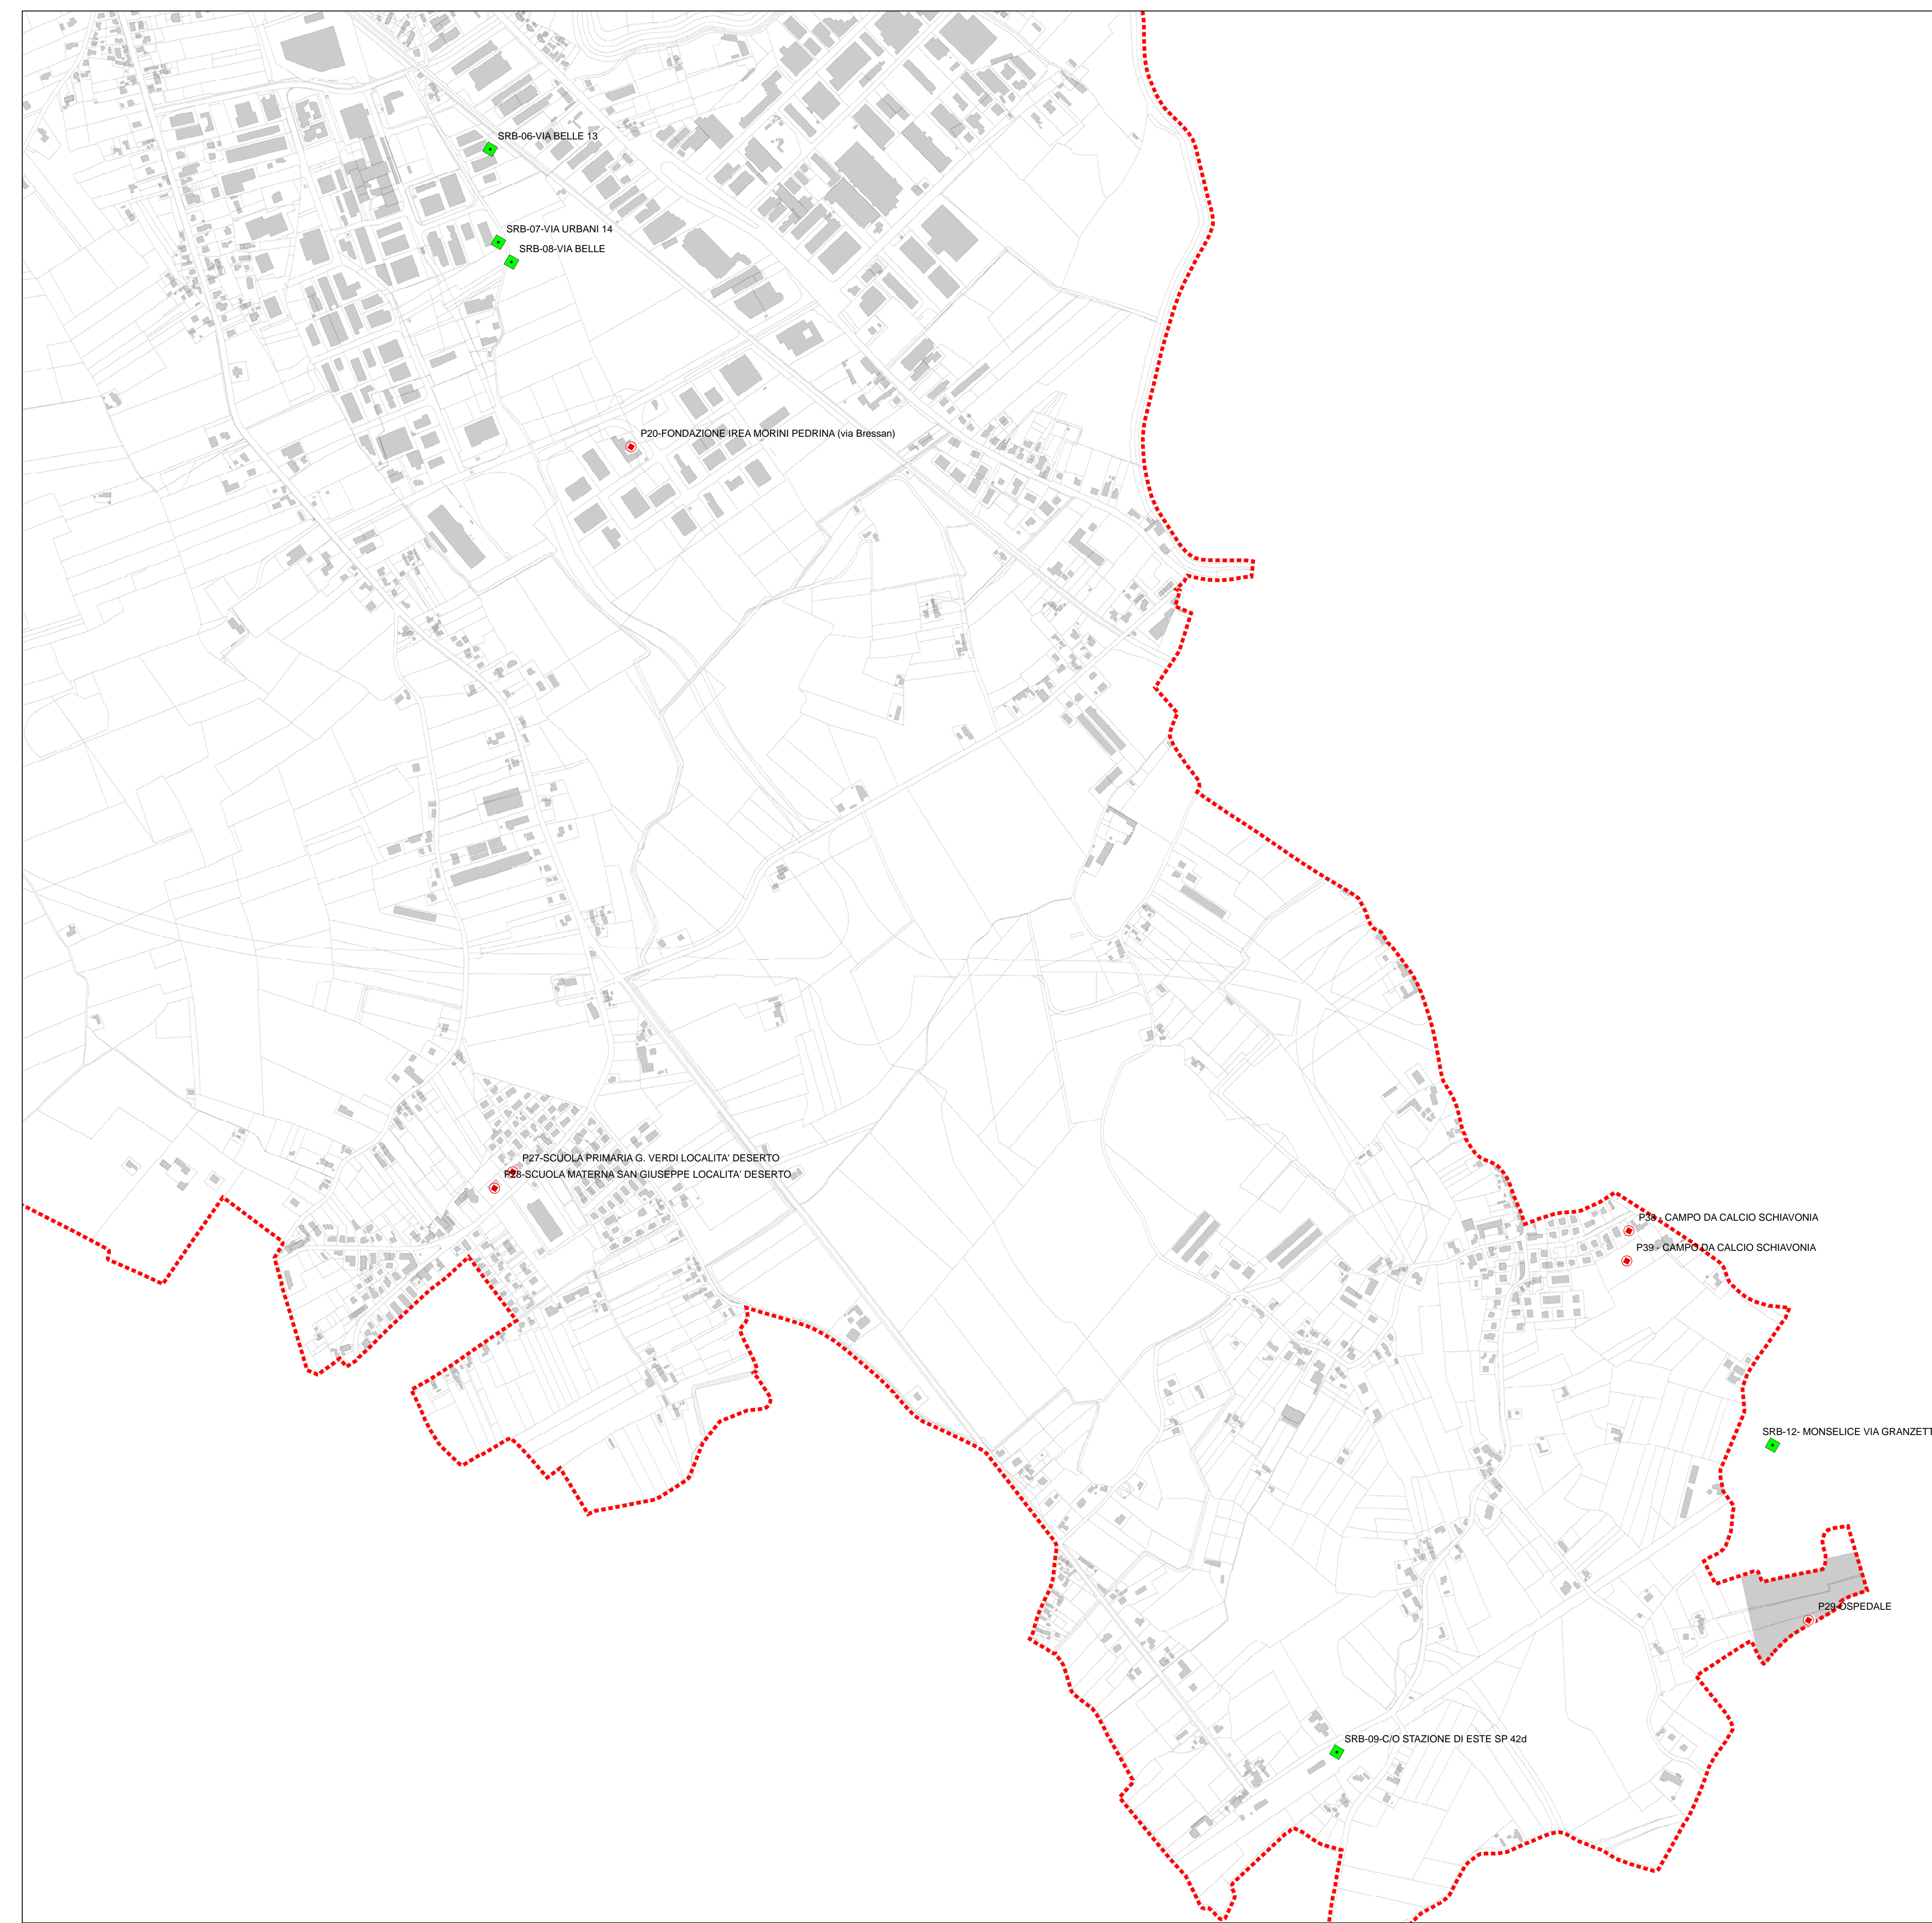 SRB-06-VIA BELLE 13
SRB-07-VIA URBANI 14
SRB-08-VIA BELLE
P20-FONDAZIONE IREA MORINI PEDRINA (via Bressan)
P27-SCUOLA PRIMARIA G. VERDI LOCALITA' DESERTO
P28-SCUOLA MATERNA SAN GIUSEPPE LOCALITA' DESERTO
P38 - CAMPO DA CALCIO SCHIAVONIA
P39 - CAMPO DA CALCIO SCHIAVONIA
SRB-12- MONSELICE VIA GRANZETT
P29-OSPEDALE
SRB-09-C/O STAZIONE DI ESTE SP 42d